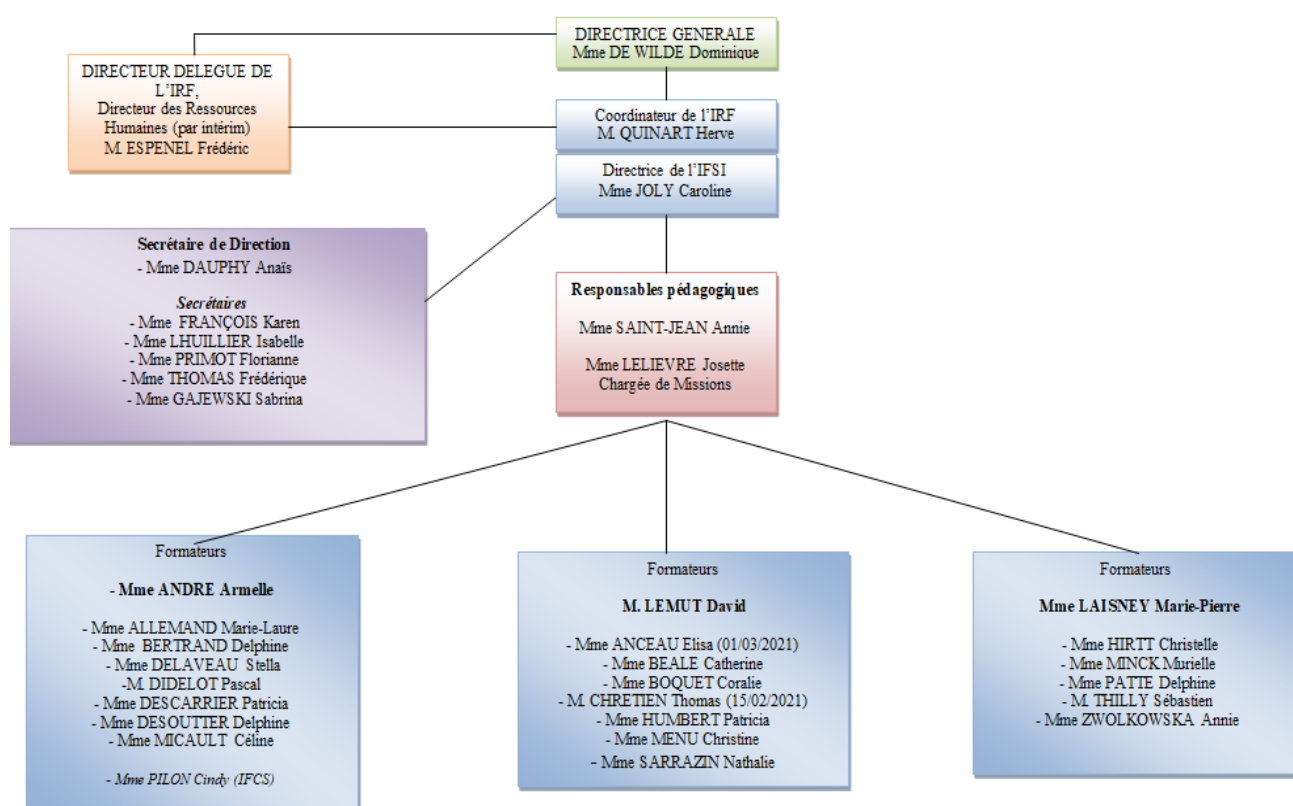 DIRECTRICE GENERALE
Mme DE WILDE Dominique
DIRECTEUR DELEGUE DE
L'IRF,
Directeur des Ressources
Humaines (par intérim)
M. ESPENEL Frédéric
Coordinateur de l'IRF
M. QUINART Herve
Directrice de l'IFSI
Mme JOLY Caroline
Secrétaire de Direction
- Mme DAUPHY Anaïs
Secrétaires
- Mme FRANÇOIS Karen
- Mme LHUILLIER Isabelle
- Mme PRIMOT Florianne
- Mme THOMAS Frédérique
- Mme GAJEWSKI Sabrina
Responsables pédagogiques
Mme SAINT-JEAN Annie
Mme LELIEVRE Josette
Chargée de Missions
Formateurs
- Mme ANDRE Armelle
- Mme ALLEMAND Marie-Laure
- Mme BERTRAND Delphine
- Mme DELAVEAU Stella
-M. DIDELOT Pascal
- Mme DESCARRIER Patricia
- Mme DESOUTTER Delphine
- Mme MICAULT Céline
- Mme PILON Cindy (IFCS)
Formateurs
M. LEMUT David
- Mme ANCEAU Elisa (01/03/2021)
- Mme BEALE Catherine
- Mme BOQUET Coralie
- M. CHRETIEN Thomas (15/02/2021)
- Mme HUMBERT Patricia
- Mme MENU Christine
- Mme SARRAZIN Nathalie
Formateurs
Mme LAISNEY Marie-Pierre
- Mme HIRTT Christelle
- Mme MINCK Murielle
- Mme PATTE Delphine
- M. THILLY Sébastien
- Mme ZWOLKOWSKA Annie